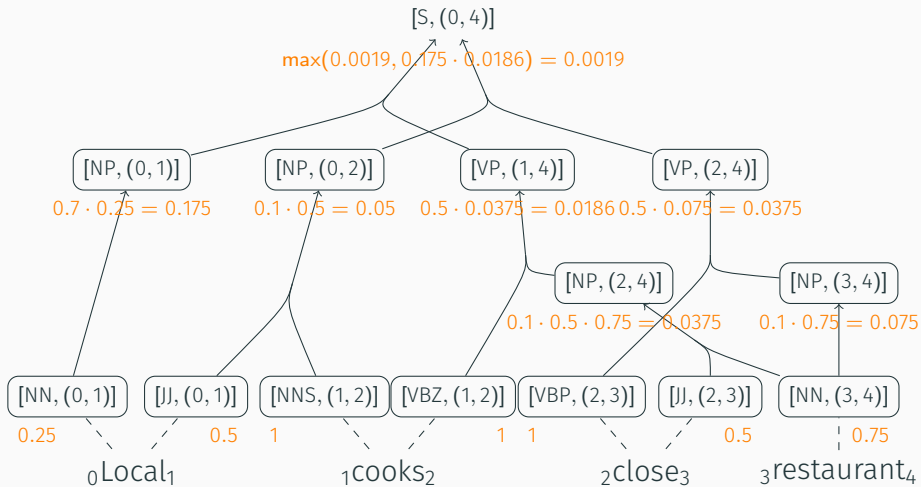 [S, (0, 4)]
max(0.0019, 0.175 · 0.0186) = 0.0019
[NP, (0, 1)] [NP, (0, 2)] [VP, (1, 4)] [VP, (2, 4)]
0.7 · 0.25 = 0.175 0.1 · 0.5 = 0.05 0.5 · 0.0375 = 0.0186 0.5 · 0.075 = 0.0375
[NP, (2, 4)] [NP, (3, 4)]
0.1 · 0.5 · 0.75 = 0.0375 0.1 · 0.75 = 0.075
[NN, (0, 1)] [JJ, (0, 1)] [NNS, (1, 2)] [VBZ, (1, 2)] [VBP, (2, 3)] [JJ, (2, 3)] [NN, (3, 4)]
0.25 0.5 1 1 1 0.5 0.75
₀Local₁ ₁cooks₂ ₂close₃ ₃restaurant₄